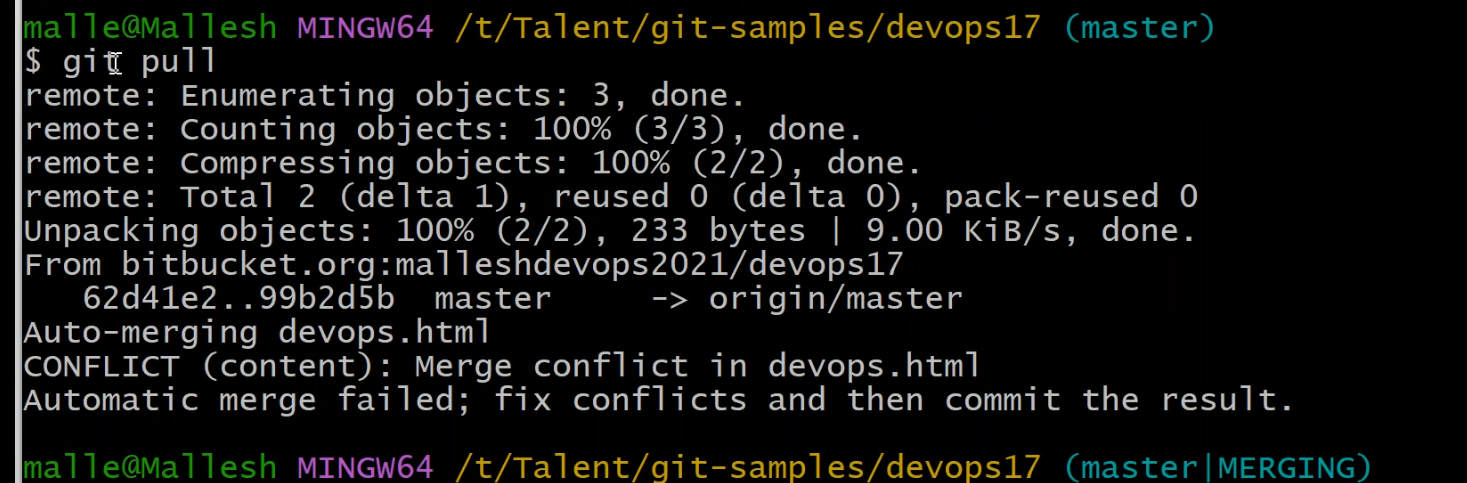 malle@Mallesh MINGW64 /t/Talent/git-samples/devops17 (master)
$ git pull
remote: Enumerating objects: 3, done.
remote: Counting objects: 100% (3/3), done.
remote: Compressing objects: 100% (2/2), done.
remote: Total 2 (delta 1), reused 0 (delta 0), pack-reused 0
Unpacking objects: 100% (2/2), 233 bytes | 9.00 KiB/s, done.
From bitbucket.org:malleshdevops2021/devops17
   62d41e2..99b2d5b  master     -> origin/master
Auto-merging devops.html
CONFLICT (content): Merge conflict in devops.html
Automatic merge failed; fix conflicts and then commit the result.
malle@Mallesh MINGW64 /t/Talent/git-samples/devops17 (master|MERGING)